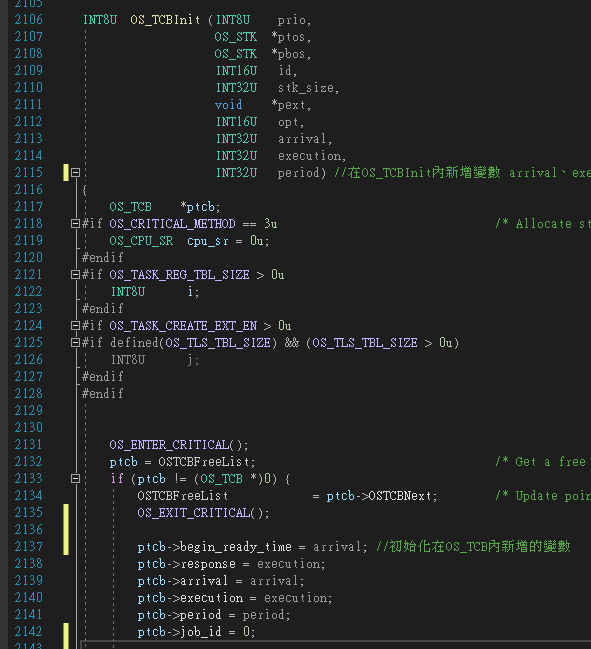 2105
2106 INT8U OS_TCBInit (INT8U prio,
2107 OS_STK *ptos,
2108 OS_STK *pbos,
2109 INT16U id,
2110 INT32U stk_size,
2111 void *pext,
2112 INT16U opt,
2113 INT32U arrival,
2114 INT32U execution,
2115 INT32U period) //在OS_TCBInit內新增變數 arrival、exe
2116 {
2117 OS_TCB *ptcb;
2118 #if OS_CRITICAL_METHOD == 3u /* Allocate st
2119 OS_CPU_SR cpu_sr = 0u;
2120 #endif
2121 #if OS_TASK_REG_TBL_SIZE > 0u
2122 INT8U i;
2123 #endif
2124 #if OS_TASK_CREATE_EXT_EN > 0u
2125 #if defined(OS_TLS_TBL_SIZE) && (OS_TLS_TBL_SIZE > 0u)
2126 INT8U j;
2127 #endif
2128 #endif
2129
2130
2131 OS_ENTER_CRITICAL();
2132 ptcb = OSTCBFreeList; /* Get a free
2133 if (ptcb != (OS_TCB *)0) {
2134 OSTCBFreeList = ptcb->OSTCBNext; /* Update poin
2135 OS_EXIT_CRITICAL();
2136
2137 ptcb->begin_ready_time = arrival; //初始化在OS_TCB內新增的變數
2138 ptcb->response = execution;
2139 ptcb->arrival = arrival;
2140 ptcb->execution = execution;
2141 ptcb->period = period;
2142 ptcb->job_id = 0;
2143